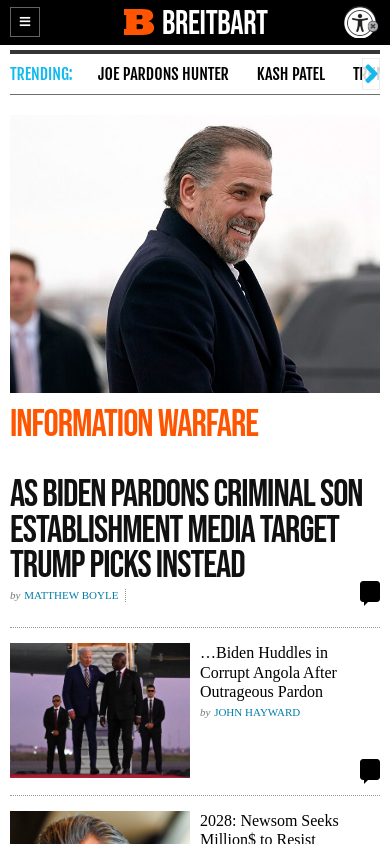 BREITBART
TRENDING:
JOE PARDONS HUNTER
KASH PATEL
INFORMATION WARFARE
AS BIDEN PARDONS CRIMINAL SON
ESTABLISHMENT MEDIA TARGET
TRUMP PICKS INSTEAD
by MATTHEW BOYLE
…Biden Huddles in
Corrupt Angola After
Outrageous Pardon
by JOHN HAYWARD
2028: Newsom Seeks
Million$ to Resist